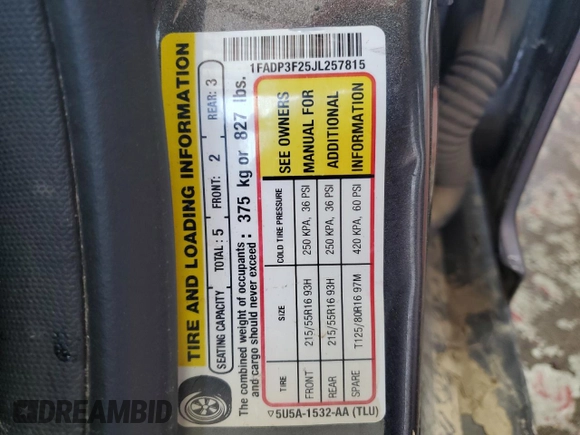 1FADP3F25JL257815
TIRE AND LOADING INFORMATION
SEATING CAPACITY TOTAL: 5 FRONT: 2 REAR: 3
The combined weight of occupants
and cargo should never exceed : 375 kg or 827 lbs.
TIRE SIZE COLD TIRE PRESSURE
FRONT 215/55R16 93H 250 KPA, 36 PSI
REAR 215/55R16 93H 250 KPA, 36 PSI
SPARE T125/80R16 97M 420 KPA, 60 PSI
SEE OWNERS
MANUAL FOR
ADDITIONAL
INFORMATION
▽5U5A-1532-AA (TLU)
DREAMBID